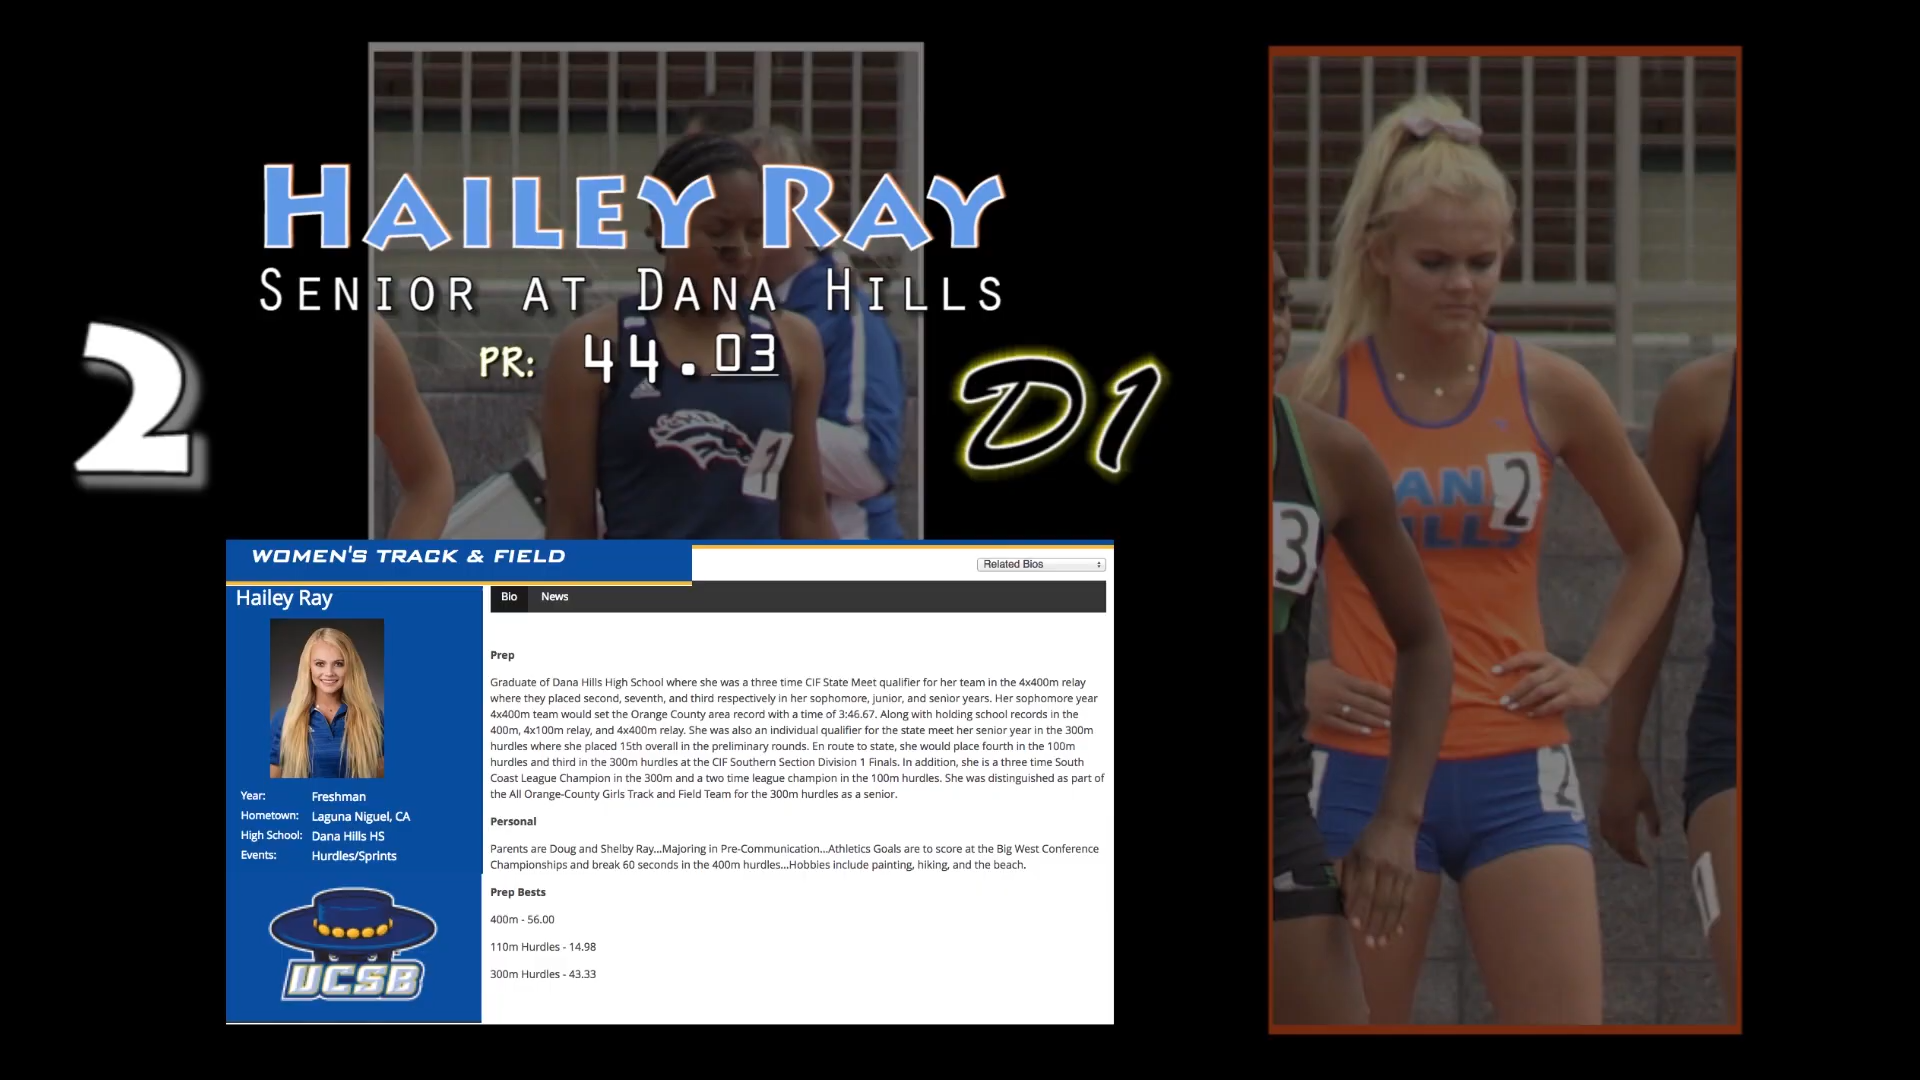 HAILEY RAY
SENIOR AT DANA HILLS
2
PR: 44.03
D1
1
AN 2
ILLS
3
2
1
WOMEN'S TRACK & FIELD
Related Bios
Hailey Ray
Bio News
Prep
Graduate of Dana Hills High School where she was a three time CIF State Meet qualifier for her team in the 4x400m relay
where they placed second, seventh, and third respectively in her sophomore, junior, and senior years. Her sophomore year
4x400m team would set the Orange County area record with a time of 3:46.67. Along with holding school records in the
400m, 4x100m relay, and 4x400m relay. She was also an individual qualifier for the state meet her senior year in the 300m
hurdles where she placed 15th overall in the preliminary rounds. En route to state, she would place fourth in the 100m
hurdles and third in the 300m hurdles at the CIF Southern Section Division 1 Finals. In addition, she is a three time South
Coast League Champion in the 300m and a two time league champion in the 100m hurdles. She was distinguished as part of
the All Orange-County Girls Track and Field Team for the 300m hurdles as a senior.
Year: Freshman
Hometown: Laguna Niguel, CA
High School: Dana Hills HS
Events: Hurdles/Sprints
Personal
Parents are Doug and Shelby Ray...Majoring in Pre-Communication...Athletics Goals are to score at the Big West Conference
Championships and break 60 seconds in the 400m hurdles...Hobbies include painting, hiking, and the beach.
Prep Bests
400m - 56.00
110m Hurdles - 14.98
300m Hurdles - 43.33
UCSB